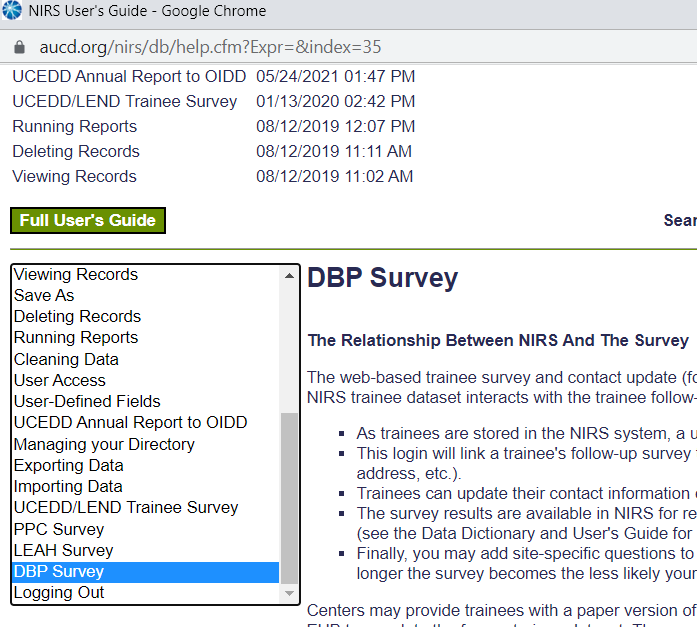 NIRS User's Guide - Google Chrome
aucd.org/nirs/db/help.cfm?Expr=&index=35
UCEDD Annual Report to OIDD 05/24/2021 01:47 PM
UCEDD/LEND Trainee Survey 01/13/2020 02:42 PM
Running Reports 08/12/2019 12:07 PM
Deleting Records 08/12/2019 11:11 AM
Viewing Records 08/12/2019 11:02 AM
Full User's Guide
Sear
Viewing Records
Save As
Deleting Records
Running Reports
Cleaning Data
User Access
User-Defined Fields
UCEDD Annual Report to OIDD
Managing your Directory
Exporting Data
Importing Data
UCEDD/LEND Trainee Survey
PPC Survey
LEAH Survey
DBP Survey
Logging Out
DBP Survey
The Relationship Between NIRS And The Survey
The web-based trainee survey and contact update (fo
NIRS trainee dataset interacts with the trainee follow-
As trainees are stored in the NIRS system, a u
This login will link a trainee's follow-up survey
address, etc.).
Trainees can update their contact information
The survey results are available in NIRS for re
(see the Data Dictionary and User's Guide for
Finally, you may add site-specific questions to
longer the survey becomes the less likely your
Centers may provide trainees with a paper version of